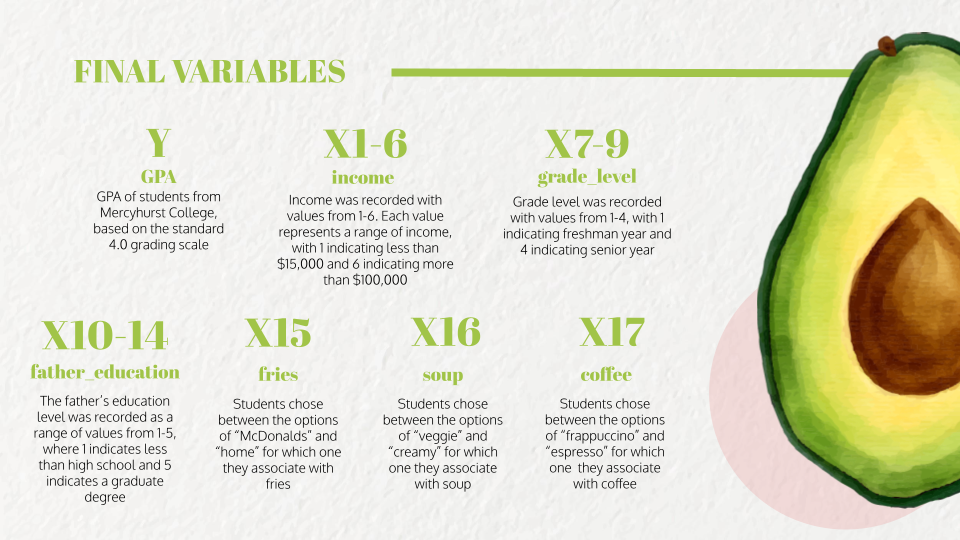 FINAL VARIABLES
Y
GPA
GPA of students from
Mercyhurst College,
based on the standard
4.0 grading scale
X1-6
income
Income was recorded with
values from 1-6. Each value
represents a range of income,
with 1 indicating less than
$15,000 and 6 indicating more
than $100,000
X7-9
grade_level
Grade level was recorded
with values from 1-4, with 1
indicating freshman year and
4 indicating senior year
X10-14
father_education
The father’s education
level was recorded as a
range of values from 1-5,
where 1 indicates less
than high school and 5
indicates a graduate
degree
X15
fries
Students chose
between the options
of “McDonalds” and
“home” for which one
they associate with
fries
X16
soup
Students chose
between the options
of “veggie” and
“creamy” for which
one they associate
with soup
X17
coffee
Students chose
between the options
of “frappuccino” and
“espresso” for which
one they associate
with coffee